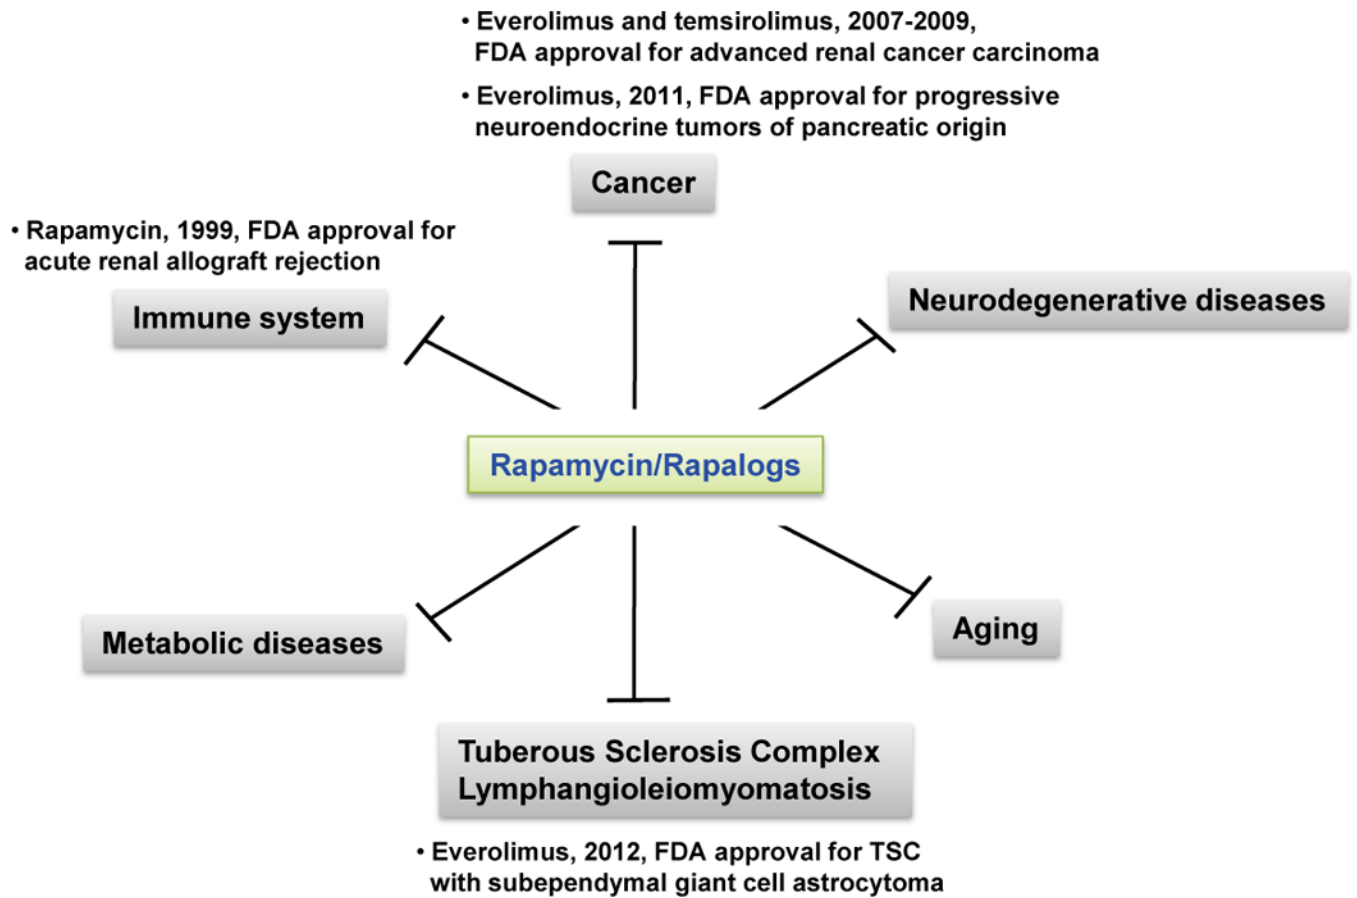 • Everolimus and temsirolimus, 2007-2009,
FDA approval for advanced renal cancer carcinoma
• Everolimus, 2011, FDA approval for progressive
neuroendocrine tumors of pancreatic origin
Cancer
• Rapamycin, 1999, FDA approval for
acute renal allograft rejection
Immune system
Neurodegenerative diseases
Rapamycin/Rapalogs
Metabolic diseases
Aging
Tuberous Sclerosis Complex
Lymphangioleiomyomatosis
• Everolimus, 2012, FDA approval for TSC
with subependymal giant cell astrocytoma